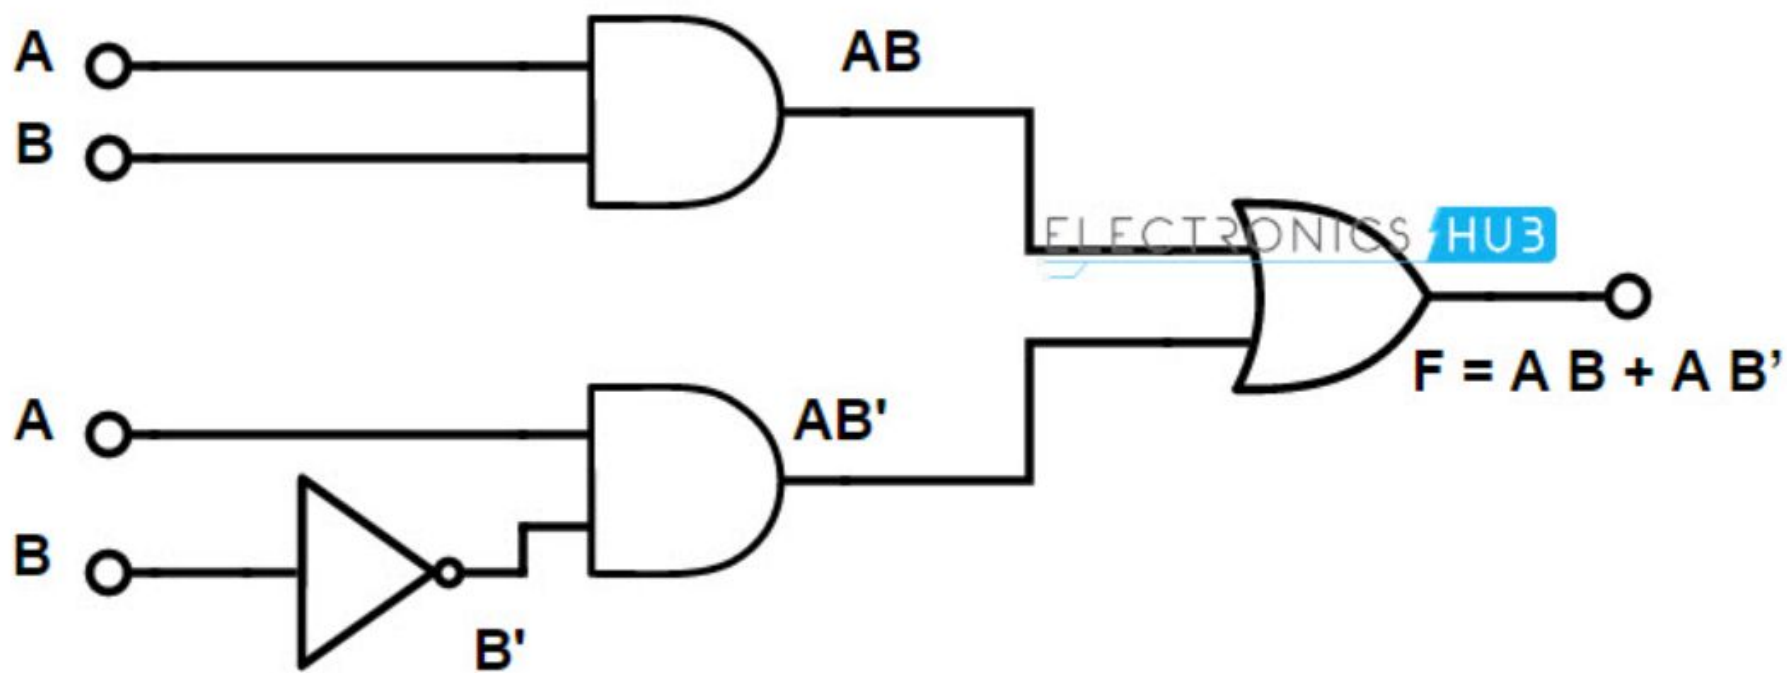 A
AB
B
ELECTRONICS HUB
F = A B + A B’
A
AB'
B
B'